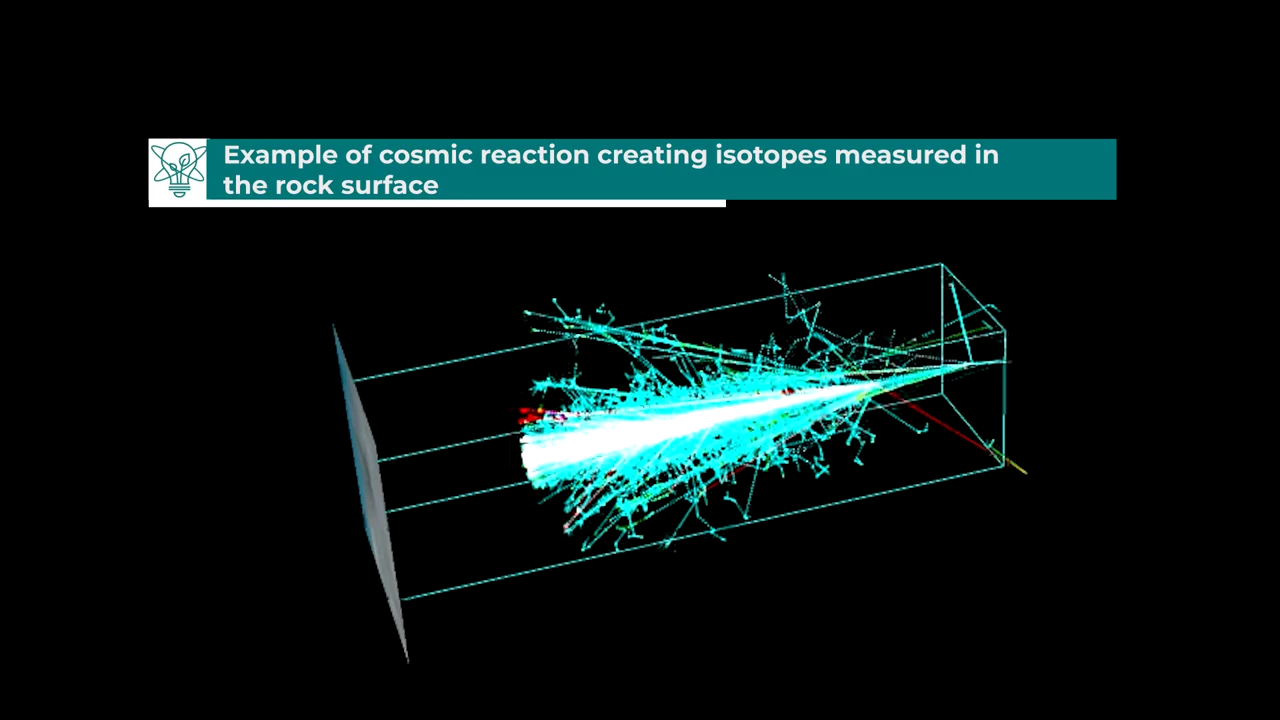 Example of cosmic reaction creating isotopes measured in
the rock surface